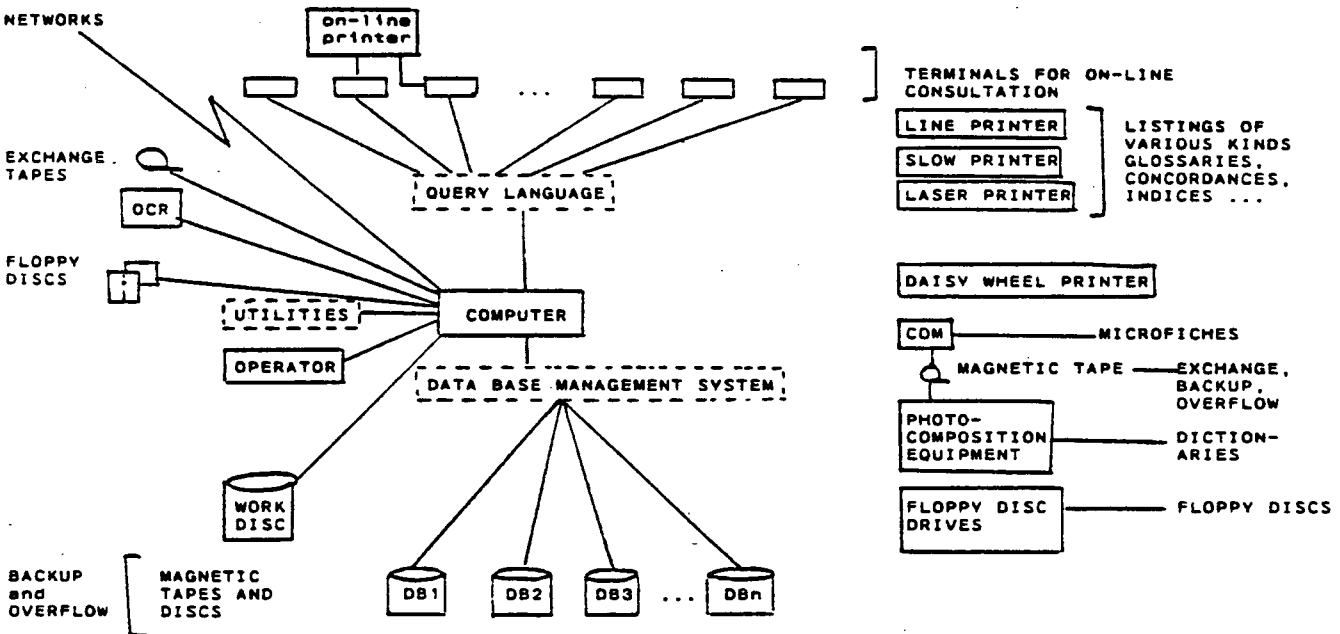 NETWORKS
on-line
printer
...
TERMINALS FOR ON-LINE
CONSULTATION
LINE PRINTER
SLOW PRINTER
LASER PRINTER
LISTINGS OF
VARIOUS KINDS
GLOSSARIES,
CONCORDANCES,
INDICES ...
EXCHANGE
TAPES
OCR
QUERY LANGUAGE
FLOPPY
DISCS
UTILITIES
COMPUTER
OPERATOR
DATA BASE MANAGEMENT SYSTEM
DAISY WHEEL PRINTER
COM
MICROFICHES
MAGNETIC TAPE
EXCHANGE,
BACKUP,
OVERFLOW
PHOTO-
COMPOSITION
EQUIPMENT
DICTION-
ARIES
WORK
DISC
FLOPPY DISC
DRIVES
FLOPPY DISCS
BACKUP
and
OVERFLOW
MAGNETIC
TAPES AND
DISCS
DB1
DB2
DB3
...
DBn